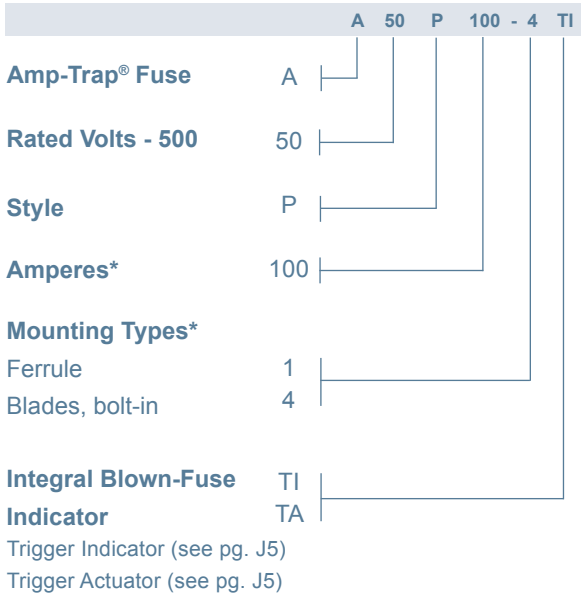 A 50 P 100 - 4 TI
Amp-Trap® Fuse A
Rated Volts - 500 50
Style P
Amperes* 100
Mounting Types*
Ferrule 1
Blades, bolt-in 4
Integral Blown-Fuse TI
Indicator TA
Trigger Indicator (see pg. J5)
Trigger Actuator (see pg. J5)